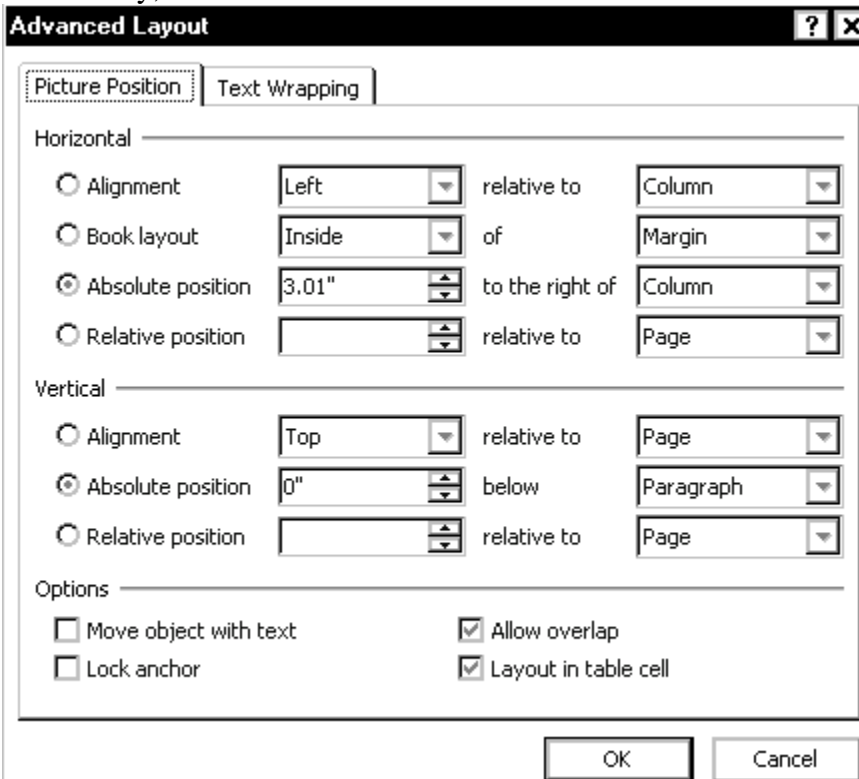 Advanced Layout ? X
Picture Position Text Wrapping
Horizontal
Alignment Left relative to Column
Book layout Inside of Margin
Absolute position 3.01" to the right of Column
Relative position relative to Page
Vertical
Alignment Top relative to Page
Absolute position 0" below Paragraph
Relative position relative to Page
Options
Move object with text Allow overlap
Lock anchor Layout in table cell
OK Cancel